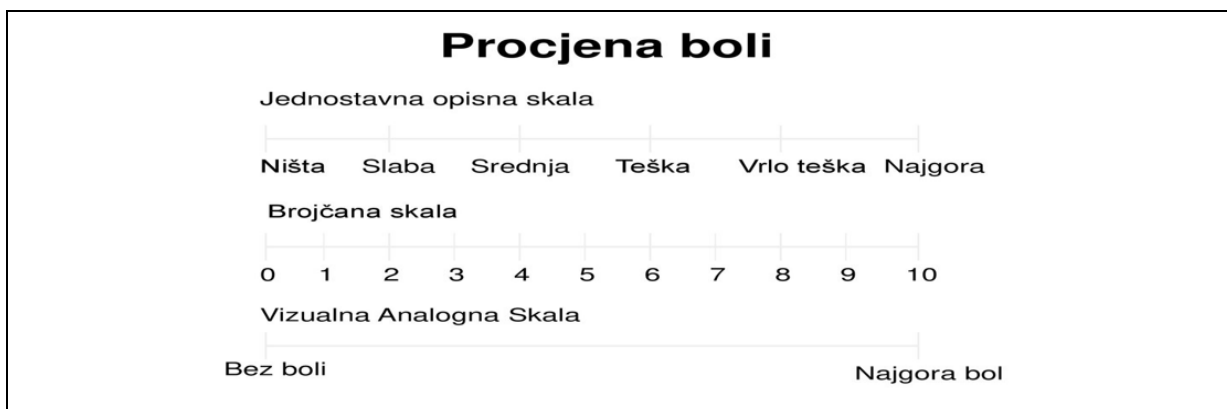 Procjena boli
Jednostavna opisna skala
Ništa Slaba Srednja Teška Vrlo teška Najgora
Brojčana skala
0 1 2 3 4 5 6 7 8 9 10
Vizualna Analogna Skala
Bez boli Najgora bol